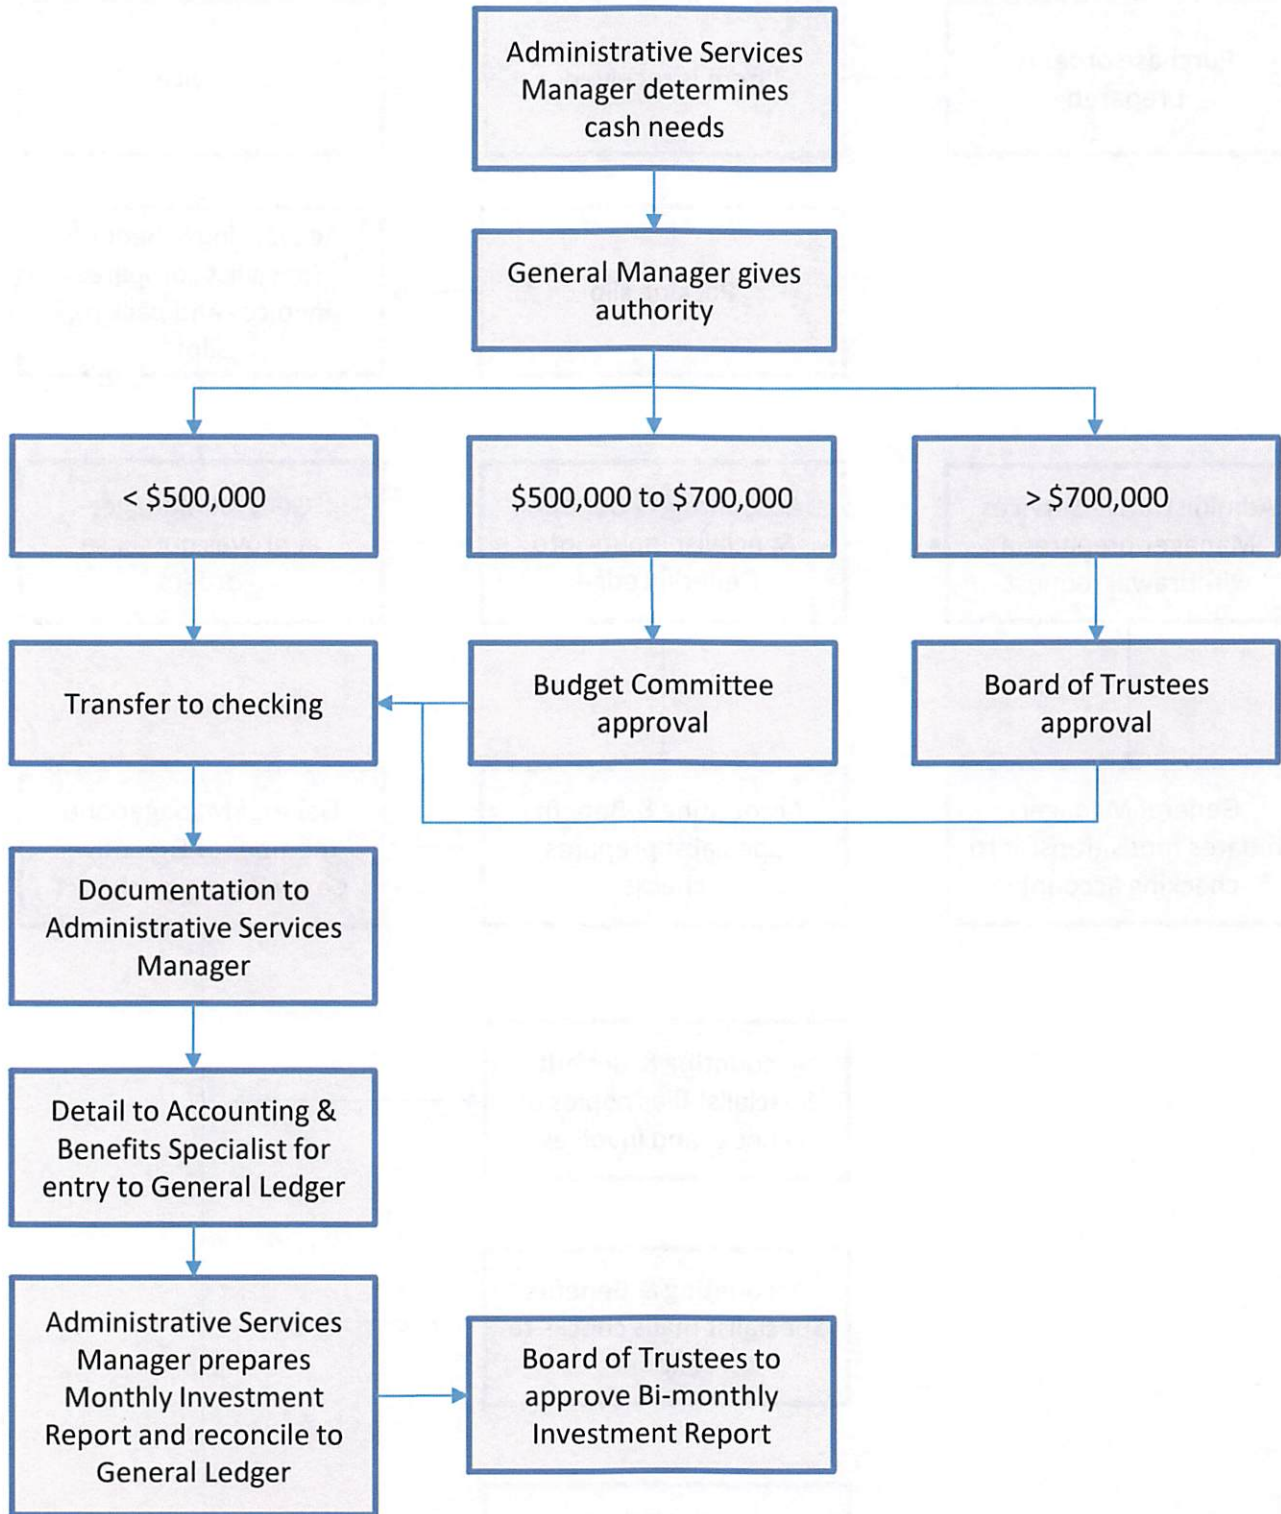 Administrative Services
Manager determines
cash needs
General Manager gives
authority
< $500,000
$500,000 to $700,000
> $700,000
Transfer to checking
Budget Committee
approval
Board of Trustees
approval
Documentation to
Administrative Services
Manager
Detail to Accounting &
Benefits Specialist for
entry to General Ledger
Administrative Services
Manager prepares
Monthly Investment
Report and reconcile to
General Ledger
Board of Trustees to
approve Bi-monthly
Investment Report